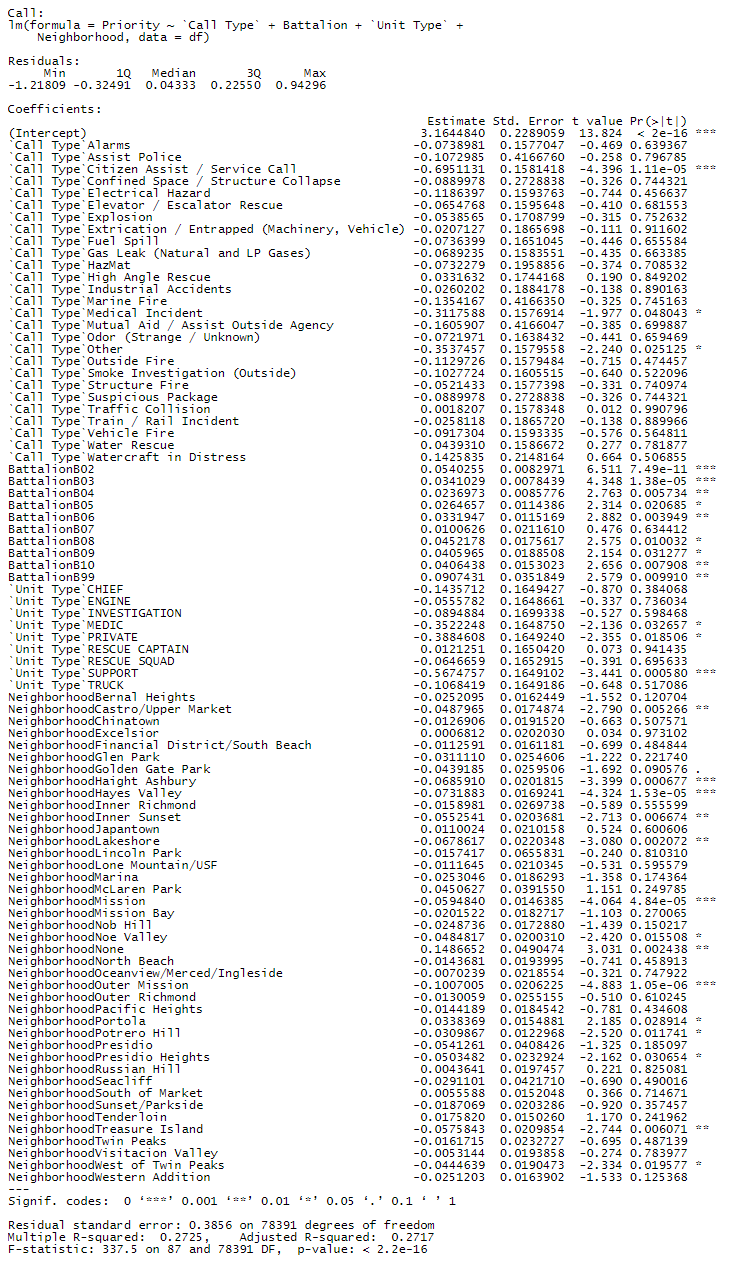 Call:
lm(formula = Priority ~ `Call Type` + Battalion + `Unit Type` +
    Neighborhood, data = df)

Residuals:
     Min       1Q   Median       3Q      Max
-1.21809 -0.32491  0.04333  0.22550  0.94296

Coefficients:
Estimate Std. Error t value Pr(>|t|)
(Intercept) 3.1644840 0.2289059 13.824 < 2e-16 ***
`Call Type`Alarms -0.0738981 0.1577047 -0.469 0.639367
`Call Type`Assist Police -0.1072985 0.4166760 -0.258 0.796785
`Call Type`Citizen Assist / Service Call -0.6951131 0.1581418 -4.396 1.11e-05 ***
`Call Type`Confined Space / Structure Collapse -0.0889978 0.2728838 -0.326 0.744321
`Call Type`Electrical Hazard -0.1186397 0.1593763 -0.744 0.456637
`Call Type`Elevator / Escalator Rescue -0.0654768 0.1595648 -0.410 0.681553
`Call Type`Explosion -0.0538565 0.1708799 -0.315 0.752632
`Call Type`Extrication / Entrapped (Machinery, Vehicle) -0.0207127 0.1865698 -0.111 0.911602
`Call Type`Fuel Spill -0.0736399 0.1651045 -0.446 0.655584
`Call Type`Gas Leak (Natural and LP Gases) -0.0689235 0.1583551 -0.435 0.663385
`Call Type`HazMat -0.0732279 0.1958856 -0.374 0.708532
`Call Type`High Angle Rescue 0.0331632 0.1744168 0.190 0.849202
`Call Type`Industrial Accidents -0.0260202 0.1884178 -0.138 0.890163
`Call Type`Marine Fire -0.1354167 0.4166350 -0.325 0.745163
`Call Type`Medical Incident -0.3117588 0.1576914 -1.977 0.048043 *
`Call Type`Mutual Aid / Assist Outside Agency -0.1605907 0.4166047 -0.385 0.699887
`Call Type`Odor (Strange / Unknown) -0.0721971 0.1638432 -0.441 0.659469
`Call Type`Other -0.3537457 0.1579558 -2.240 0.025125 *
`Call Type`Outside Fire -0.1129726 0.1579484 -0.715 0.474457
`Call Type`Smoke Investigation (Outside) -0.1027724 0.1605515 -0.640 0.522096
`Call Type`Structure Fire -0.0521433 0.1577398 -0.331 0.740974
`Call Type`Suspicious Package -0.0889978 0.2728838 -0.326 0.744321
`Call Type`Traffic Collision 0.0018207 0.1578348 0.012 0.990796
`Call Type`Train / Rail Incident -0.0258118 0.1865720 -0.138 0.889966
`Call Type`Vehicle Fire -0.0917304 0.1593335 -0.576 0.564811
`Call Type`Water Rescue 0.0439310 0.1586672 0.277 0.781877
`Call Type`Watercraft in Distress 0.1425835 0.2148164 0.664 0.506855
BattalionB02 0.0540255 0.0082971 6.511 7.49e-11 ***
BattalionB03 0.0341029 0.0078439 4.348 1.38e-05 ***
BattalionB04 0.0236973 0.0085776 2.763 0.005734 **
BattalionB05 0.0264657 0.0114386 2.314 0.020685 *
BattalionB06 0.0331947 0.0115169 2.882 0.003949 **
BattalionB07 0.0100626 0.0211610 0.476 0.634412
BattalionB08 0.0452178 0.0175617 2.575 0.010032 *
BattalionB09 0.0405965 0.0188508 2.154 0.031277 *
BattalionB10 0.0406438 0.0153023 2.656 0.007908 **
BattalionB99 0.0907431 0.0351849 2.579 0.009910 **
`Unit Type`CHIEF -0.1435712 0.1649427 -0.870 0.384068
`Unit Type`ENGINE -0.0555782 0.1648661 -0.337 0.736034
`Unit Type`INVESTIGATION -0.0894884 0.1699338 -0.527 0.598468
`Unit Type`MEDIC -0.3522248 0.1648750 -2.136 0.032657 *
`Unit Type`PRIVATE -0.3884608 0.1649240 -2.355 0.018506 *
`Unit Type`RESCUE CAPTAIN 0.0121251 0.1650420 0.073 0.941435
`Unit Type`RESCUE SQUAD -0.0646659 0.1652915 -0.391 0.695633
`Unit Type`SUPPORT -0.5674757 0.1649102 -3.441 0.000580 ***
`Unit Type`TRUCK -0.1068419 0.1649186 -0.648 0.517086
NeighborhoodBernal Heights -0.0252095 0.0162449 -1.552 0.120704
NeighborhoodCastro/Upper Market -0.0487965 0.0174874 -2.790 0.005266 **
NeighborhoodChinatown -0.0126906 0.0191520 -0.663 0.507571
NeighborhoodExcelsior 0.0006812 0.0202030 0.034 0.973102
NeighborhoodFinancial District/South Beach -0.0112591 0.0161181 -0.699 0.484844
NeighborhoodGlen Park -0.0311110 0.0254606 -1.222 0.221740
NeighborhoodGolden Gate Park -0.0439185 0.0259506 -1.692 0.090576 .
NeighborhoodHaight Ashbury -0.0685910 0.0201815 -3.399 0.000677 ***
NeighborhoodHayes Valley -0.0731883 0.0169241 -4.324 1.53e-05 ***
NeighborhoodInner Richmond -0.0158981 0.0269738 -0.589 0.555599
NeighborhoodInner Sunset -0.0552541 0.0203681 -2.713 0.006674 **
NeighborhoodJapantown 0.0110024 0.0210158 0.524 0.600606
NeighborhoodLakeshore -0.0678617 0.0220348 -3.080 0.002072 **
NeighborhoodLincoln Park -0.0157417 0.0655831 -0.240 0.810310
NeighborhoodLone Mountain/USF -0.0111645 0.0210345 -0.531 0.595579
NeighborhoodMarina -0.0253046 0.0186293 -1.358 0.174364
NeighborhoodMcLaren Park 0.0450627 0.0391550 1.151 0.249785
NeighborhoodMission -0.0594840 0.0146385 -4.064 4.84e-05 ***
NeighborhoodMission Bay -0.0201522 0.0182717 -1.103 0.270065
NeighborhoodNob Hill -0.0248736 0.0172880 -1.439 0.150217
NeighborhoodNoe Valley -0.0484817 0.0200310 -2.420 0.015508 *
NeighborhoodNone 0.1486652 0.0490474 3.031 0.002438 **
NeighborhoodNorth Beach -0.0143681 0.0193995 -0.741 0.458913
NeighborhoodOceanview/Merced/Ingleside -0.0070239 0.0218554 -0.321 0.747922
NeighborhoodOuter Mission -0.1007005 0.0206225 -4.883 1.05e-06 ***
NeighborhoodOuter Richmond -0.0130059 0.0255155 -0.510 0.610245
NeighborhoodPacific Heights -0.0144189 0.0184542 -0.781 0.434608
NeighborhoodPortola 0.0338369 0.0154881 2.185 0.028914 *
NeighborhoodPotrero Hill -0.0309867 0.0122968 -2.520 0.011741 *
NeighborhoodPresidio -0.0541261 0.0408426 -1.325 0.185097
NeighborhoodPresidio Heights -0.0503482 0.0232924 -2.162 0.030654 *
NeighborhoodRussian Hill 0.0043641 0.0197457 0.221 0.825081
NeighborhoodSeacliff -0.0291101 0.0421710 -0.690 0.490016
NeighborhoodSouth of Market 0.0055588 0.0152048 0.366 0.714671
NeighborhoodSunset/Parkside -0.0187069 0.0203286 -0.920 0.357457
NeighborhoodTenderloin 0.0175820 0.0150260 1.170 0.241962
NeighborhoodTreasure Island -0.0575843 0.0209854 -2.744 0.006071 **
NeighborhoodTwin Peaks -0.0161715 0.0232727 -0.695 0.487139
NeighborhoodVisitacion Valley -0.0053144 0.0193858 -0.274 0.783977
NeighborhoodWest of Twin Peaks -0.0444639 0.0190473 -2.334 0.019577 *
NeighborhoodWestern Addition -0.0251203 0.0163902 -1.533 0.125368
---
Signif. codes:  0 ‘***’ 0.001 ‘**’ 0.01 ‘*’ 0.05 ‘.’ 0.1 ‘ ’ 1

Residual standard error: 0.3856 on 78391 degrees of freedom
Multiple R-squared:  0.2725,    Adjusted R-squared:  0.2717
F-statistic: 337.5 on 87 and 78391 DF,  p-value: < 2.2e-16